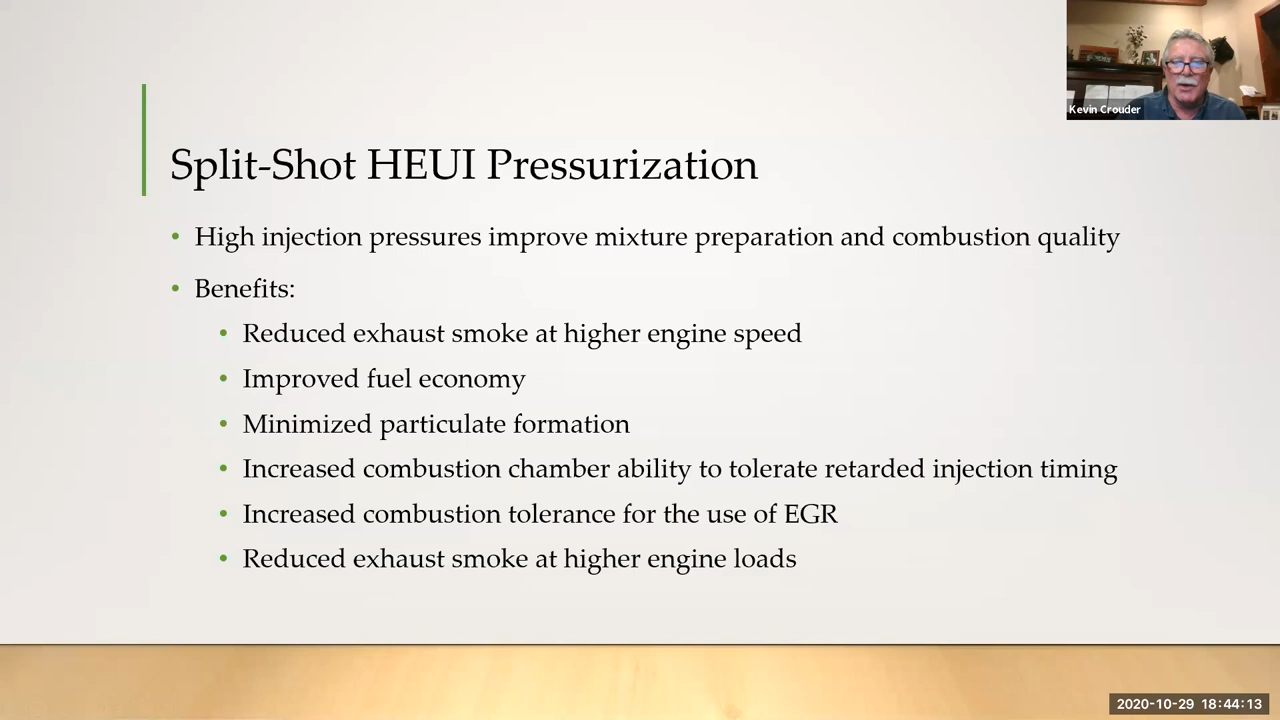 Kevin Crouder
Split-Shot HEUI Pressurization
• High injection pressures improve mixture preparation and combustion quality
• Benefits:
• Reduced exhaust smoke at higher engine speed
• Improved fuel economy
• Minimized particulate formation
• Increased combustion chamber ability to tolerate retarded injection timing
• Increased combustion tolerance for the use of EGR
• Reduced exhaust smoke at higher engine loads
2020-10-29 18:44:13